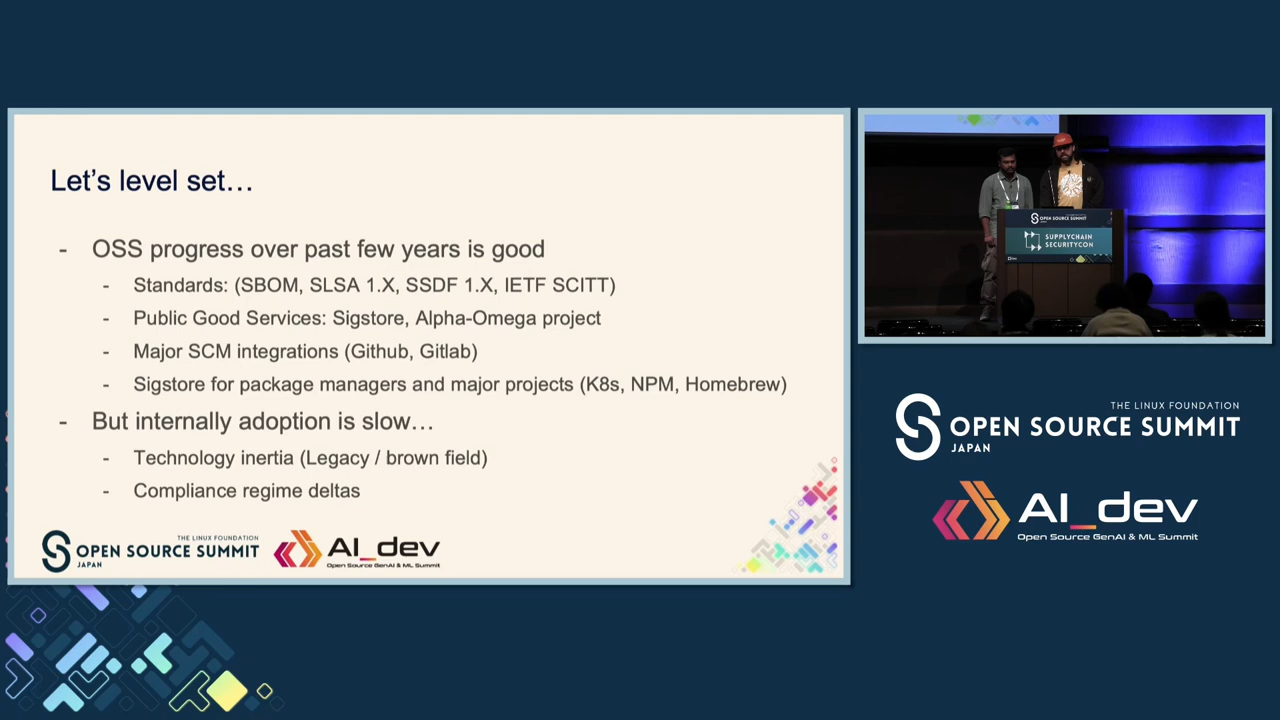 Let's level set…
- OSS progress over past few years is good
- Standards: (SBOM, SLSA 1.X, SSDF 1.X, IETF SCITT)
- Public Good Services: Sigstore, Alpha-Omega project
- Major SCM integrations (Github, Gitlab)
- Sigstore for package managers and major projects (K8s, NPM, Homebrew)
- But internally adoption is slow…
- Technology inertia (Legacy / brown field)
- Compliance regime deltas
THE LINUX FOUNDATION
OPEN SOURCE SUMMIT
JAPAN
AI_dev
Open Source GenAI & ML Summit
OPEN SOURCE SUMMIT
SUPPLYCHAIN
SECURITYCON
THE LINUX FOUNDATION
OPEN SOURCE SUMMIT
JAPAN
AI_dev
Open Source GenAI & ML Summit